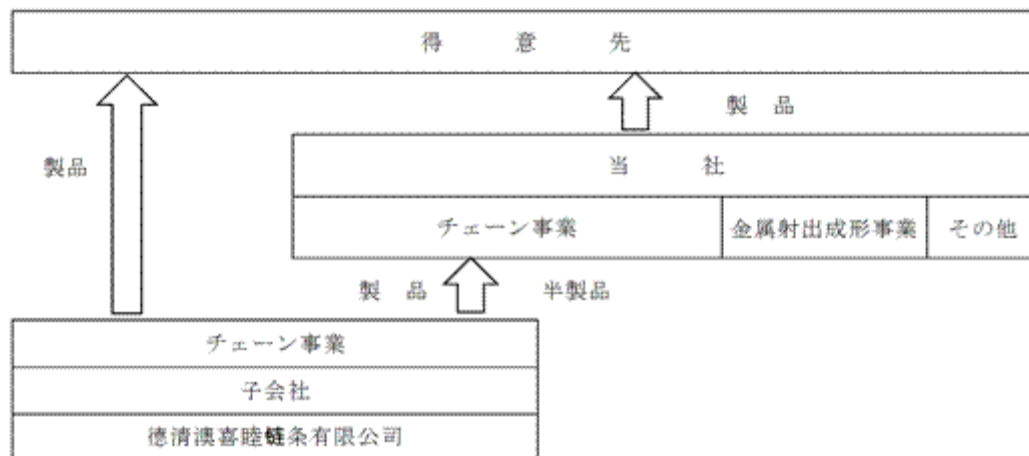 得意先
製品
製品
当社
チェーン事業 金属射出成形事業 その他
製品 半製品
チェーン事業
子会社
德清澳喜睦链条有限公司